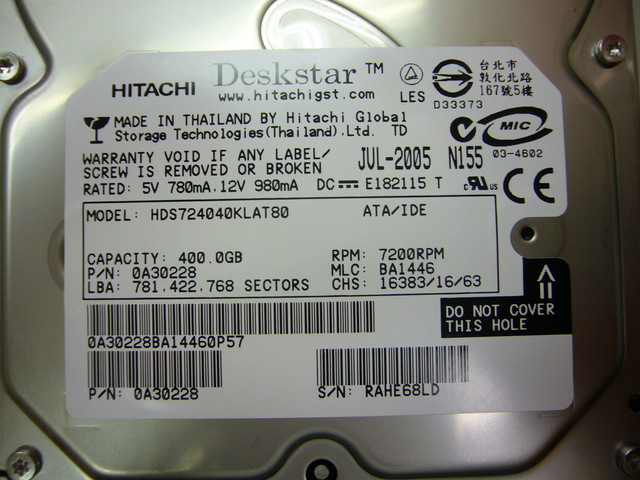 HITACHI Deskstar™
www.hitachigst.com
LES
D33373
台北市
敦化北路
167號5樓
MADE IN THAILAND BY Hitachi Global
Storage Technologies(Thailand).Ltd. TD
MIC
03-4602
WARRANTY VOID IF ANY LABEL/
SCREW IS REMOVED OR BROKEN
JUL-2005 N155
RATED: 5V 780mA,12V 980mA DC E182115 T
c RU us
CE
MODEL: HDS724040KLAT80 ATA/IDE
CAPACITY: 400.0GB RPM: 7200RPM
P/N: 0A30228 MLC: BA1446
LBA: 781.422.768 SECTORS CHS: 16383/16/63
DO NOT COVER
THIS HOLE
0A30228BA14460P57
P/N: 0A30228 S/N: RAHE68LD